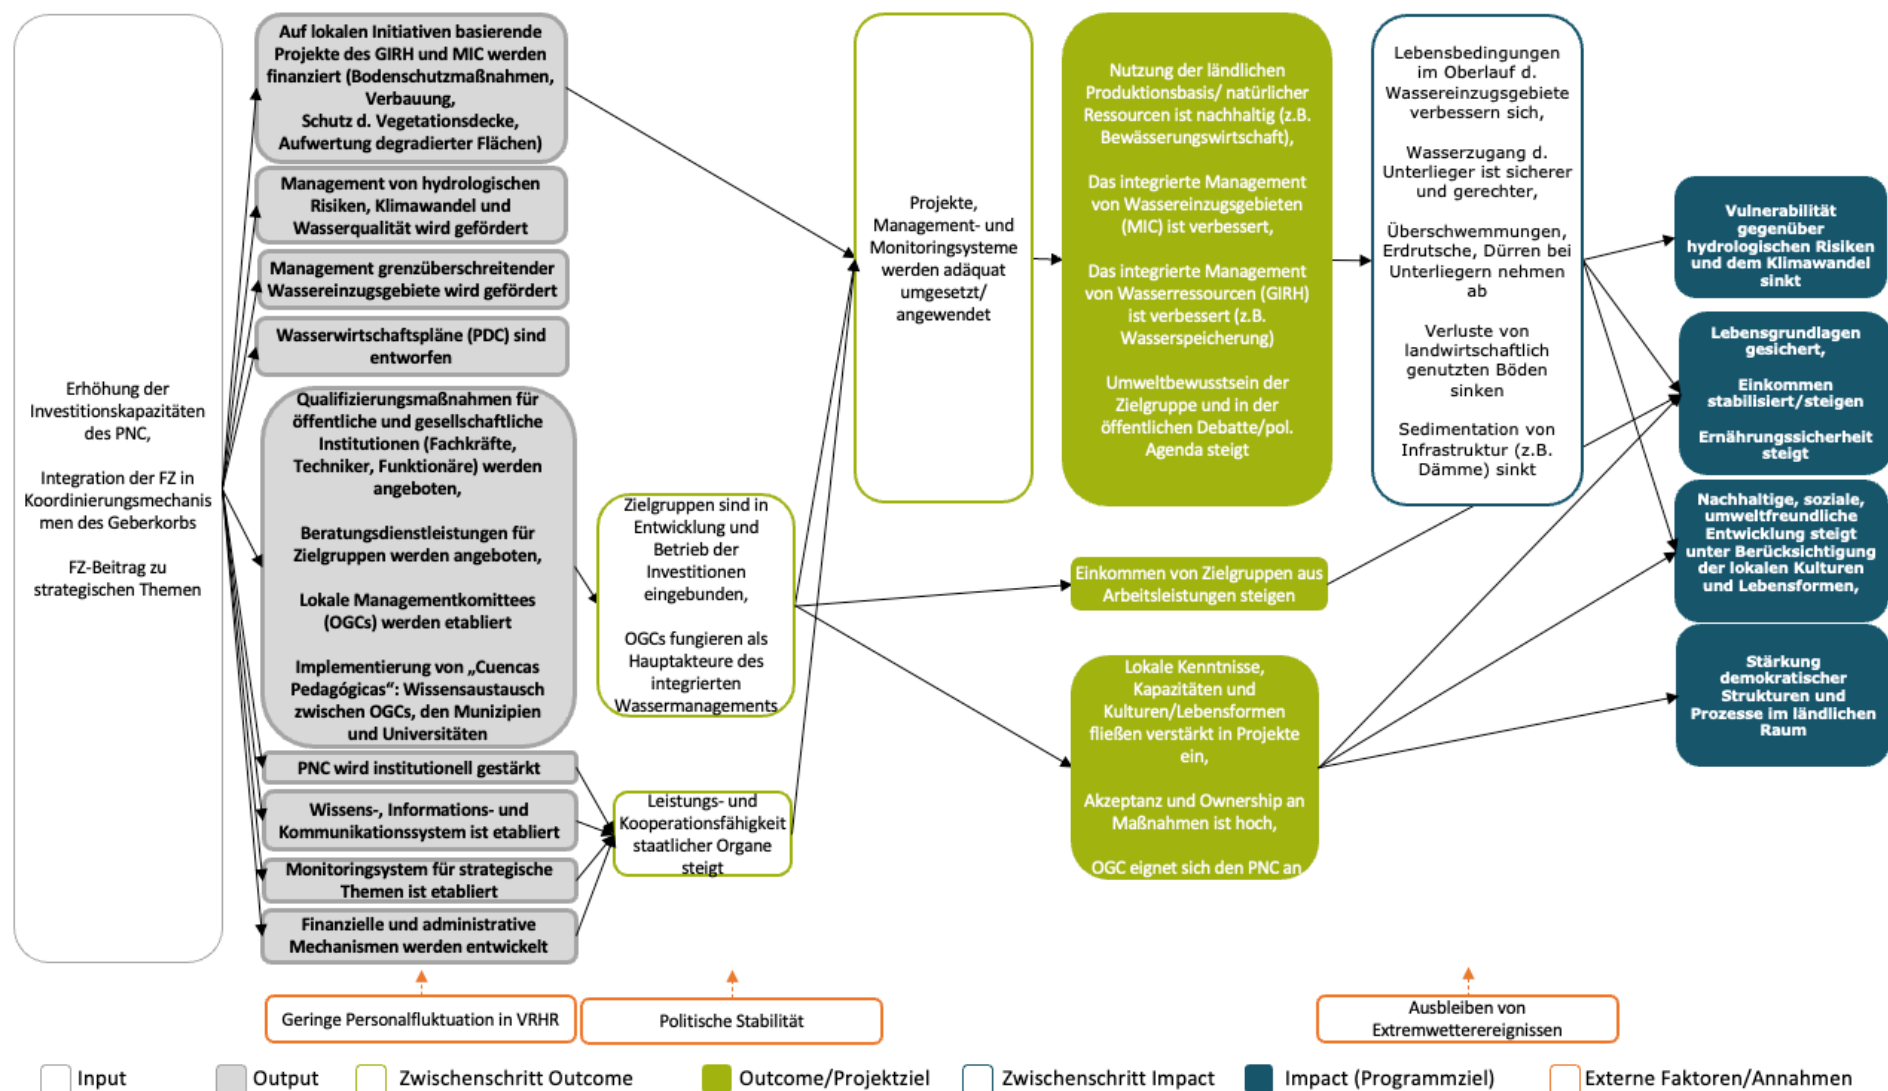 Erhöhung der
Investitionskapazitäten
des PNC,
Integration der FZ in
Koordinierungsmechanis
men des Geberkorbs
FZ-Beitrag zu
strategischen Themen
Auf lokalen Initiativen basierende
Projekte des GIRH und MIC werden
finanziert (Bodenschutzmaßnahmen,
Verbauung,
Schutz d. Vegetationsdecke,
Aufwertung degradierter Flächen)
Management von hydrologischen
Risiken, Klimawandel und
Wasserqualität wird gefördert
Management grenzüberschreitender
Wassereinzugsgebiete wird gefördert
Wasserwirtschaftspläne (PDC) sind
entworfen
Qualifizierungsmaßnahmen für
öffentliche und gesellschaftliche
Institutionen (Fachkräfte,
Techniker, Funktionäre) werden
angeboten,
Beratungsdienstleistungen für
Zielgruppen werden angeboten,
Lokale Managementkomittees
(OGCs) werden etabliert
Implementierung von „Cuencas
Pedagógicas“: Wissensaustausch
zwischen OGCs, den Munizipien
und Universitäten
PNC wird institutionell gestärkt
Wissens-, Informations- und
Kommunikationssystem ist etabliert
Monitoringsystem für strategische
Themen ist etabliert
Finanzielle und administrative
Mechanismen werden entwickelt
Zielgruppen sind in
Entwicklung und
Betrieb der
Investitionen
eingebunden,
OGCs fungieren als
Hauptakteure des
integrierten
Wassermanagements
Leistungs- und
Kooperationsfähigkeit
staatlicher Organe
steigt
Projekte,
Management- und
Monitoringsysteme
werden adäquat
umgesetzt/
angewendet
Nutzung der ländlichen
Produktionsbasis/ natürlicher
Ressourcen ist nachhaltig (z.B.
Bewässerungswirtschaft),
Das integrierte Management
von Wassereinzugsgebieten
(MIC) ist verbessert,
Das integrierte Management
von Wasserressourcen (GIRH)
ist verbessert (z.B.
Wasserspeicherung)
Umweltbewusstsein der
Zielgruppe und in der
öffentlichen Debatte/pol.
Agenda steigt
Einkommen von Zielgruppen aus
Arbeitsleistungen steigen
Lokale Kenntnisse,
Kapazitäten und
Kulturen/Lebensformen
fließen verstärkt in Projekte
ein,
Akzeptanz und Ownership an
Maßnahmen ist hoch,
OGC eignet sich den PNC an
Lebensbedingungen
im Oberlauf d.
Wassereinzugsgebiete
verbessern sich,
Wasserzugang d.
Unterlieger ist sicherer
und gerechter,
Überschwemmungen,
Erdrutsche, Dürren bei
Unterliegern nehmen
ab
Verluste von
landwirtschaftlich
genutzten Böden
sinken
Sedimentation von
Infrastruktur (z.B.
Dämme) sinkt
Vulnerabilität
gegenüber
hydrologischen Risiken
und dem Klimawandel
sinkt
Lebensgrundlagen
gesichert,
Einkommen
stabilisiert/steigen
Ernährungssicherheit
steigt
Nachhaltige, soziale,
umweltfreundliche
Entwicklung steigt
unter Berücksichtigung
der lokalen Kulturen
und Lebensformen,
Stärkung
demokratischer
Strukturen und
Prozesse im ländlichen
Raum
Geringe Personalfluktuation in VRHR
Politische Stabilität
Ausbleiben von
Extremwetterereignissen
Input
Output
Zwischenschritt Outcome
Outcome/Projektziel
Zwischenschritt Impact
Impact (Programmziel)
Externe Faktoren/Annahmen